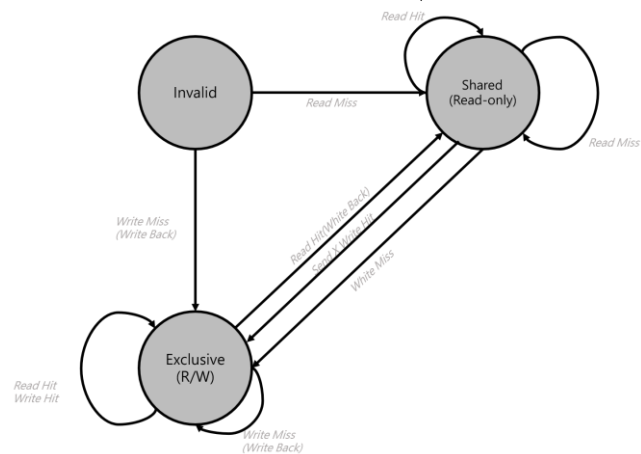 Read Hit
Invalid
Shared
(Read-only)
Read Miss
Read Miss
Write Miss
(Write Back)
Read Hit(White Back)
Send X Write Hit
White Miss
Exclusive
(R/W)
Read Hit
Write Hit
Write Miss
(Write Back)